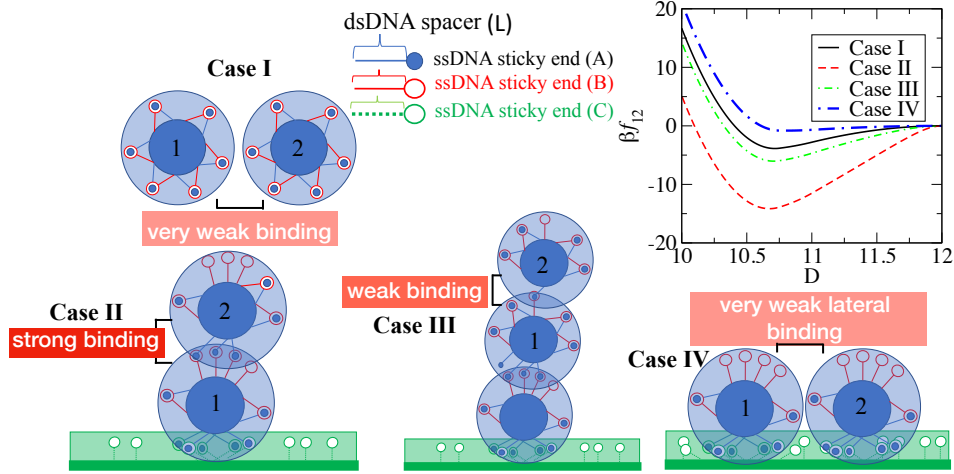 dsDNA spacer (L)
ssDNA sticky end (A)
ssDNA sticky end (B)
ssDNA sticky end (C)
Case I
1
2
very weak binding
20
10
0
-10
-20
βf12
10
10.5
11
11.5
12
D
Case I
Case II
Case III
Case IV
Case II
strong binding
2
1
weak binding
Case III
2
1
very weak lateral
binding
Case IV
1
2